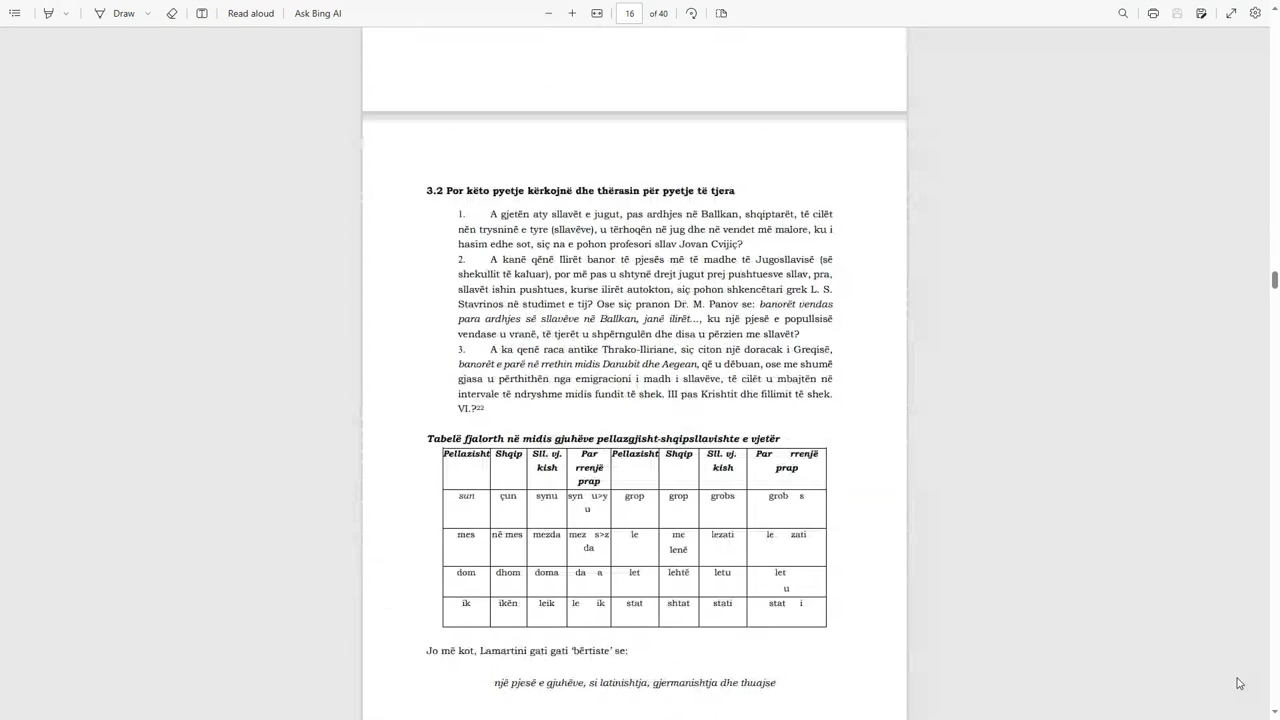 Draw
Read aloud
Ask Bing AI
16
of 40
3.2 Por këto pyetje kërkojnë dhe thërasin për pyetje të tjera
1. A gjetën aty sllavët e jugut, pas ardhjes në Ballkan, shqiptarët, të cilët
nën trysninë e tyre (sllavëve), u tërhoqën në jug dhe në vendet më malore, ku i
hasim edhe sot, siç na e pohon profesori sllav Jovan Cvijiç?
2. A kanë qënë Ilirët banor të pjesës më të madhe të Jugosllavisë (së
shekullit të kaluar), por më pas u shtynë drejt jugut prej pushtuesve sllav, pra,
sllavët ishin pushtues, kurse ilirët autokton, siç pohon shkencëtari grek L. S.
Stavrinos në studimet e tij? Ose siç pranon Dr. M. Panov se: banorët vendas
para ardhjes së sllavëve në Ballkan, janë ilirët..., ku një pjesë e popullsisë
vendase u vranë, të tjerët u shpërngulën dhe disa u përzien me sllavët?
3. A ka qenë raca antike Thrako-Iliriane, siç citon një doracak i Greqisë,
banorët e parë në rrethin midis Danubit dhe Aegean, që u dëbuan, ose me shumë
gjasa u përthithën nga emigracioni i madh i sllavëve, të cilët u mbajtën në
intervale të ndryshme midis fundit të shek. III pas Krishtit dhe fillimit të shek.
VI.?22
Tabelë fjalorth në midis gjuhëve pellazgjisht-shqipsllavishte e vjetër
Pellazisht Shqip Sll. vj. kish Par rrenjë prap Pellazisht Shqip Sll. vj. kish Par rrenjë prap
sun çun synu syn u>y u grop grop grobs grob s
mes në mes mezda mez s>z da le me lenë lezati le zati
dom dhom doma da a let lehtë letu let u
ik ikën leik le ik stat shtat stati stat i
Jo më kot, Lamartini gati gati 'bërtiste' se:
një pjesë e gjuhëve, si latinishtja, gjermanishtja dhe thuajse